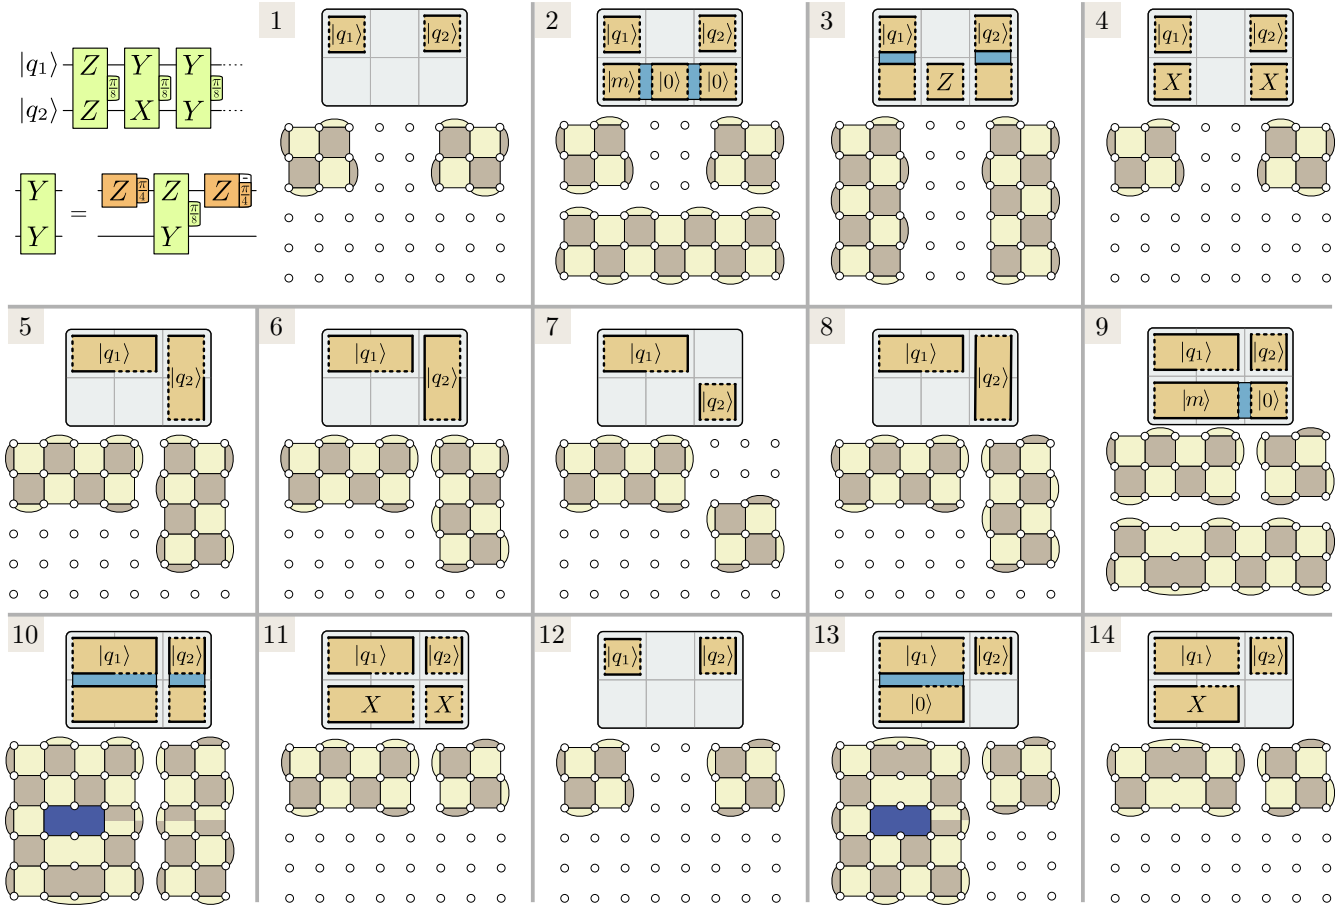 1
|q₁⟩ |q₂⟩
2
|q₁⟩ |q₂⟩
|m⟩ |0⟩ |0⟩
3
|q₁⟩ |q₂⟩
Z
4
|q₁⟩ |q₂⟩
X X
|q₁⟩ Z π/8 Y π/8 Y π/8
|q₂⟩ Z X Y
Y = Z π/4 Z π/8 Z -π/4
Y Y
5
|q₁⟩ |q₂⟩
6
|q₁⟩ |q₂⟩
7
|q₁⟩
|q₂⟩
8
|q₁⟩ |q₂⟩
9
|q₁⟩ |q₂⟩
|m⟩ |0⟩
10
|q₁⟩ |q₂⟩
11
|q₁⟩ |q₂⟩
X X
12
|q₁⟩ |q₂⟩
13
|q₁⟩ |q₂⟩
|0⟩
14
|q₁⟩ |q₂⟩
X